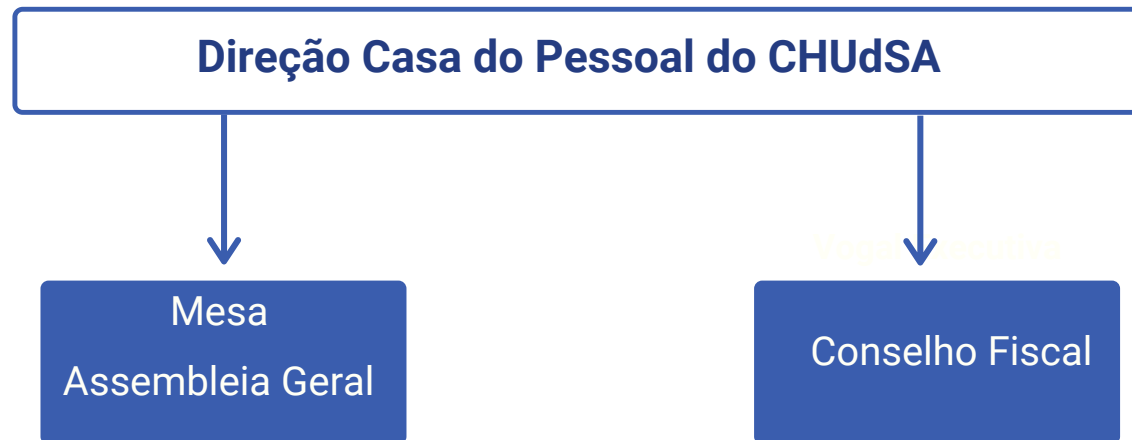 Direção Casa do Pessoal do CHUdSA
Mesa
Assembleia Geral
Conselho Fiscal